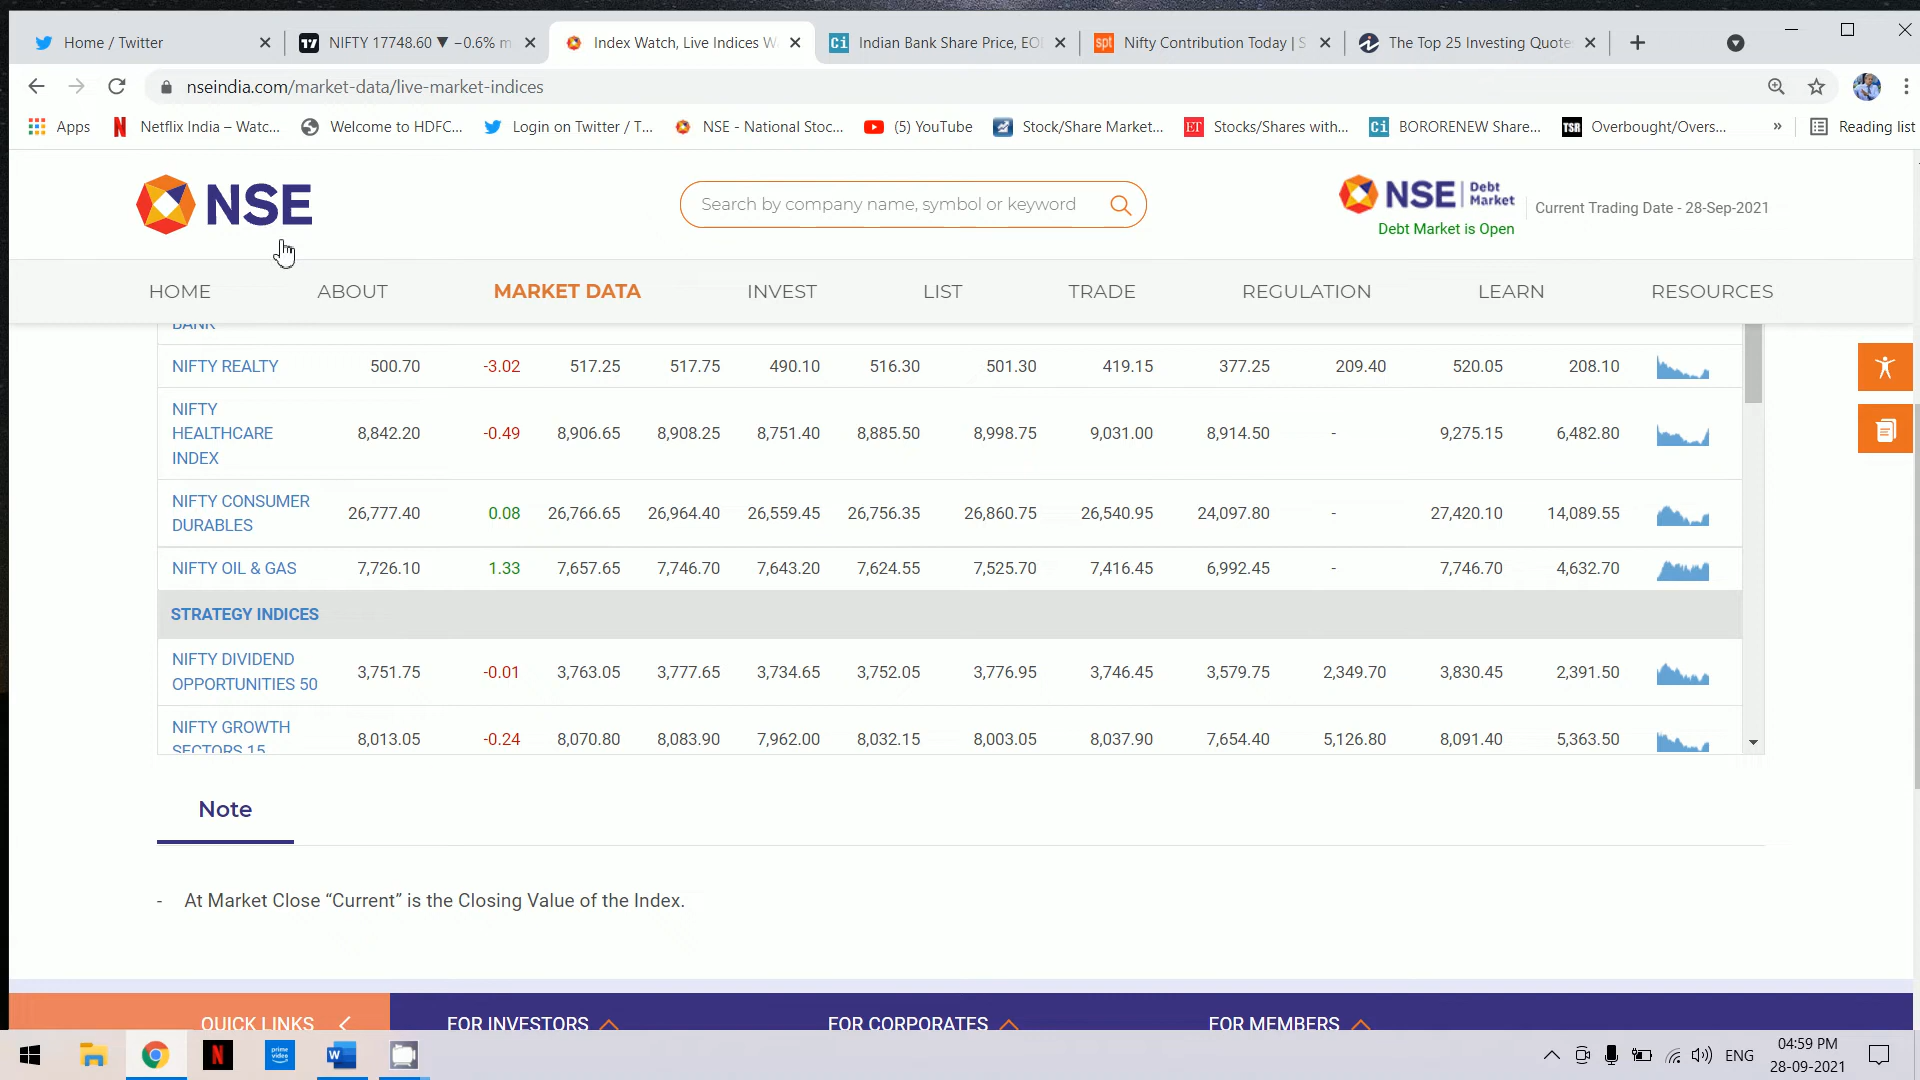 Home / Twitter
NIFTY 17748.60 ▼ −0.6%
Index Watch, Live Indices
Indian Bank Share Price, EO
Nifty Contribution Today |
The Top 25 Investing Quote
nseindia.com/market-data/live-market-indices
Apps
Netflix India – Watc...
Welcome to HDFC...
Login on Twitter / T...
NSE - National Stoc...
(5) YouTube
Stock/Share Market...
ET Stocks/Shares with...
Ci BORORENEW Share...
TSR Overbought/Overs...
» Reading list
NSE
Search by company name, symbol or keyword
NSE Debt Market
Debt Market is Open
Current Trading Date - 28-Sep-2021
HOME ABOUT MARKET DATA INVEST LIST TRADE REGULATION LEARN RESOURCES
BANK
NIFTY REALTY 500.70 -3.02 517.25 517.75 490.10 516.30 501.30 419.15 377.25 209.40 520.05 208.10
NIFTY
HEALTHCARE 8,842.20 -0.49 8,906.65 8,908.25 8,751.40 8,885.50 8,998.75 9,031.00 8,914.50 - 9,275.15 6,482.80
INDEX
NIFTY CONSUMER
DURABLES 26,777.40 0.08 26,766.65 26,964.40 26,559.45 26,756.35 26,860.75 26,540.95 24,097.80 - 27,420.10 14,089.55
NIFTY OIL & GAS 7,726.10 1.33 7,657.65 7,746.70 7,643.20 7,624.55 7,525.70 7,416.45 6,992.45 - 7,746.70 4,632.70
STRATEGY INDICES
NIFTY DIVIDEND
OPPORTUNITIES 50 3,751.75 -0.01 3,763.05 3,777.65 3,734.65 3,752.05 3,776.95 3,746.45 3,579.75 2,349.70 3,830.45 2,391.50
NIFTY GROWTH
SECTORS 15 8,013.05 -0.24 8,070.80 8,083.90 7,962.00 8,032.15 8,003.05 8,037.90 7,654.40 5,126.80 8,091.40 5,363.50
Note
- At Market Close “Current” is the Closing Value of the Index.
QUICK LINKS
FOR INVESTORS
FOR CORPORATES
FOR MEMBERS
prime video
ENG
04:59 PM
28-09-2021